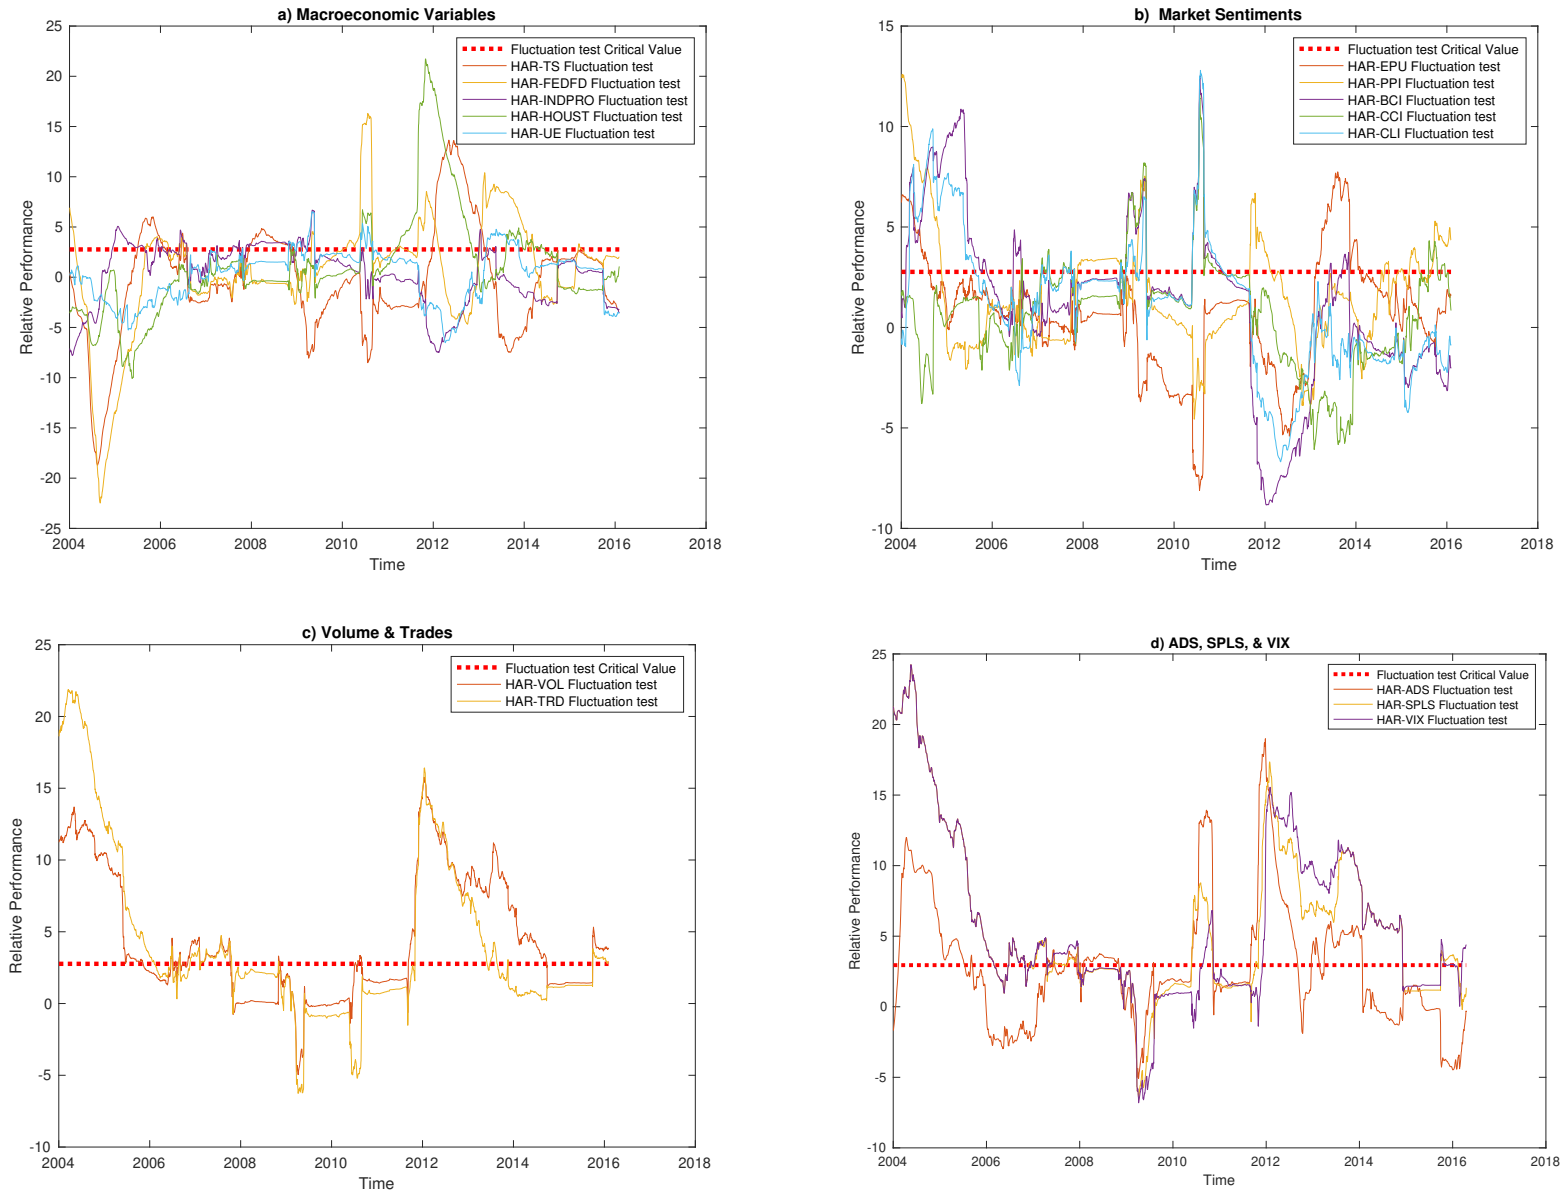 a) Macroeconomic Variables
25
20
15
10
5
0
-5
-10
-15
-20
-25
Relative Performance
Fluctuation test Critical Value
HAR-TS Fluctuation test
HAR-FEDFD Fluctuation test
HAR-INDPRO Fluctuation test
HAR-HOUST Fluctuation test
HAR-UE Fluctuation test
2004 2006 2008 2010 2012 2014 2016 2018
Time
b) Market Sentiments
15
10
5
0
-5
-10
Relative Performance
Fluctuation test Critical Value
HAR-EPU Fluctuation test
HAR-PPI Fluctuation test
HAR-BCI Fluctuation test
HAR-CCI Fluctuation test
HAR-CLI Fluctuation test
2004 2006 2008 2010 2012 2014 2016 2018
Time
c) Volume & Trades
25
20
15
10
5
0
-5
-10
Relative Performance
Fluctuation test Critical Value
HAR-VOL Fluctuation test
HAR-TRD Fluctuation test
2004 2006 2008 2010 2012 2014 2016 2018
Time
d) ADS, SPLS, & VIX
25
20
15
10
5
0
-5
-10
Relative Performance
Fluctuation test Critical Value
HAR-ADS Fluctuation test
HAR-SPLS Fluctuation test
HAR-VIX Fluctuation test
2004 2006 2008 2010 2012 2014 2016 2018
Time